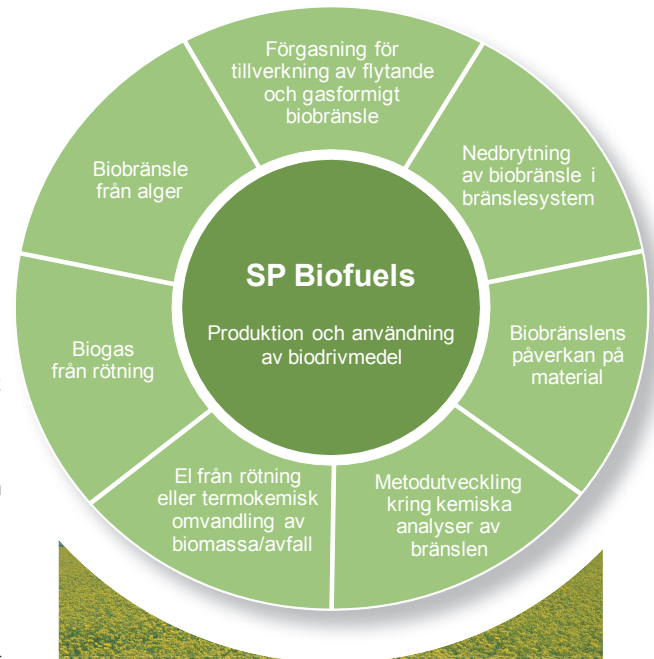 Förgasning för
tillverkning av flytande
och gasformigt
biobränsle
Nedbrytning
av biobränsle i
bränslesystem
Biobränslens
påverkan på
material
Metodutveckling
kring kemiska
analyser av
bränslen
El från rötning
eller termokemisk
omvandling av
biomassa/avfall
Biogas
från rötning
Biobränsle
från alger
SP Biofuels
Produktion och användning
av biodrivmedel